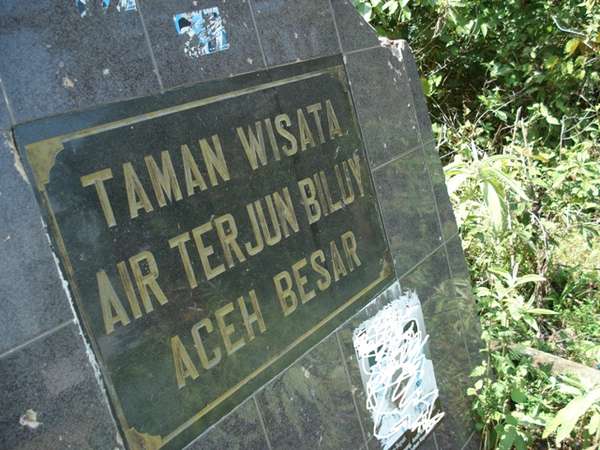 TAMAN WISATA
AIR TERJUN BILUY
ACEH BESAR